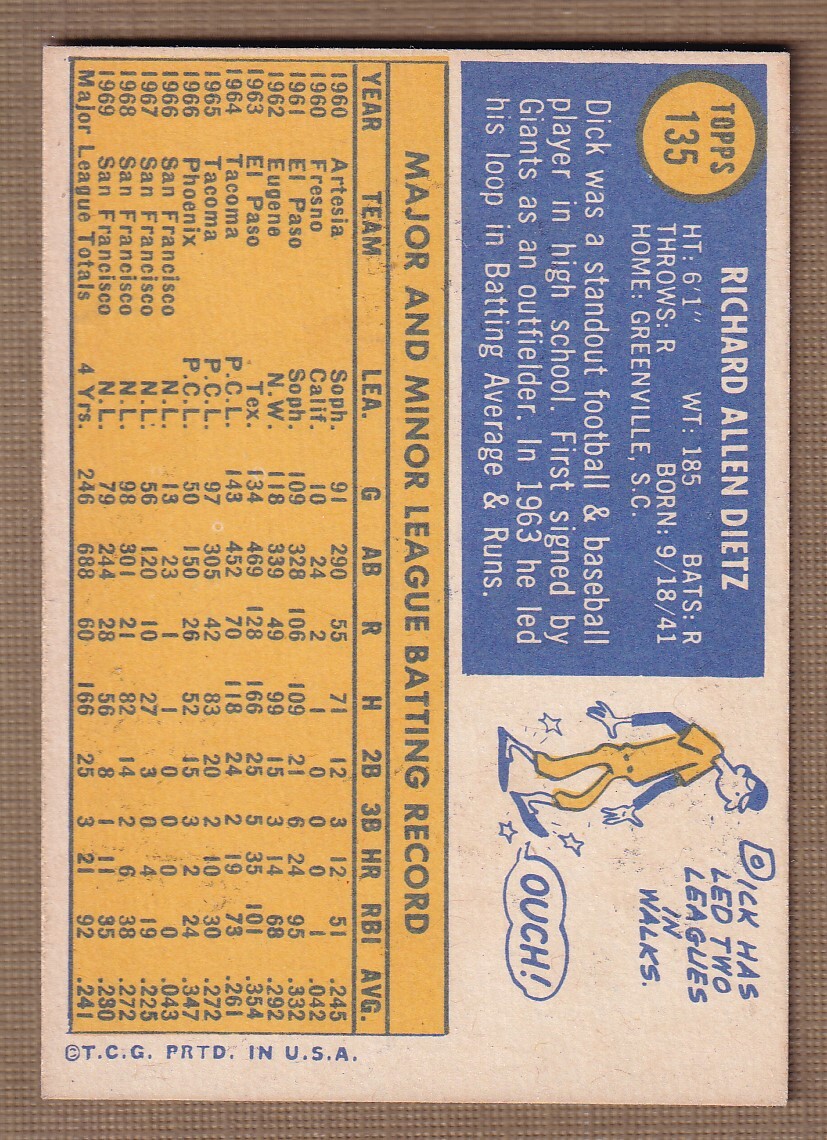 TOPPS
135
RICHARD ALLEN DIETZ
HT: 6'1" WT: 185 BATS: R
THROWS: R BORN: 9/18/41
HOME: GREENVILLE, S.C.
Dick was a standout football & baseball
player in high school. First signed by
Giants as an outfielder. In 1963 he led
his loop in Batting Average & Runs.
DICK HAS
LED TWO
LEAGUES
IN
WALKS.
OUCH!
MAJOR AND MINOR LEAGUE BATTING RECORD
YEAR TEAM LEA. G AB R H 2B 3B HR RBI AVG.
1960 Artesia Soph. 91 290 55 71 12 3 12 51 .245
1960 Fresno Calif. 10 24 2 1 0 0 0 1 .042
1961 El Paso Soph. 109 328 106 109 21 6 24 95 .332
1962 Eugene N.W. 118 339 49 99 15 3 14 68 .292
1963 El Paso Tex. 134 469 128 166 25 5 35 101 .354
1964 Tacoma P.C.L. 143 452 70 118 24 2 19 73 .261
1965 Tacoma P.C.L. 97 305 42 83 20 2 10 30 .272
1966 Phoenix P.C.L. 50 150 26 52 15 3 2 24 .347
1966 San Francisco N.L. 13 23 1 1 0 0 0 0 .043
1967 San Francisco N.L. 56 120 10 27 3 0 4 19 .225
1968 San Francisco N.L. 98 301 21 82 14 2 6 38 .272
1969 San Francisco N.L. 79 244 28 56 8 1 11 35 .230
Major League Totals 4 Yrs. 246 688 60 166 25 3 21 92 .241
©T.C.G. PRTD. IN U.S.A.